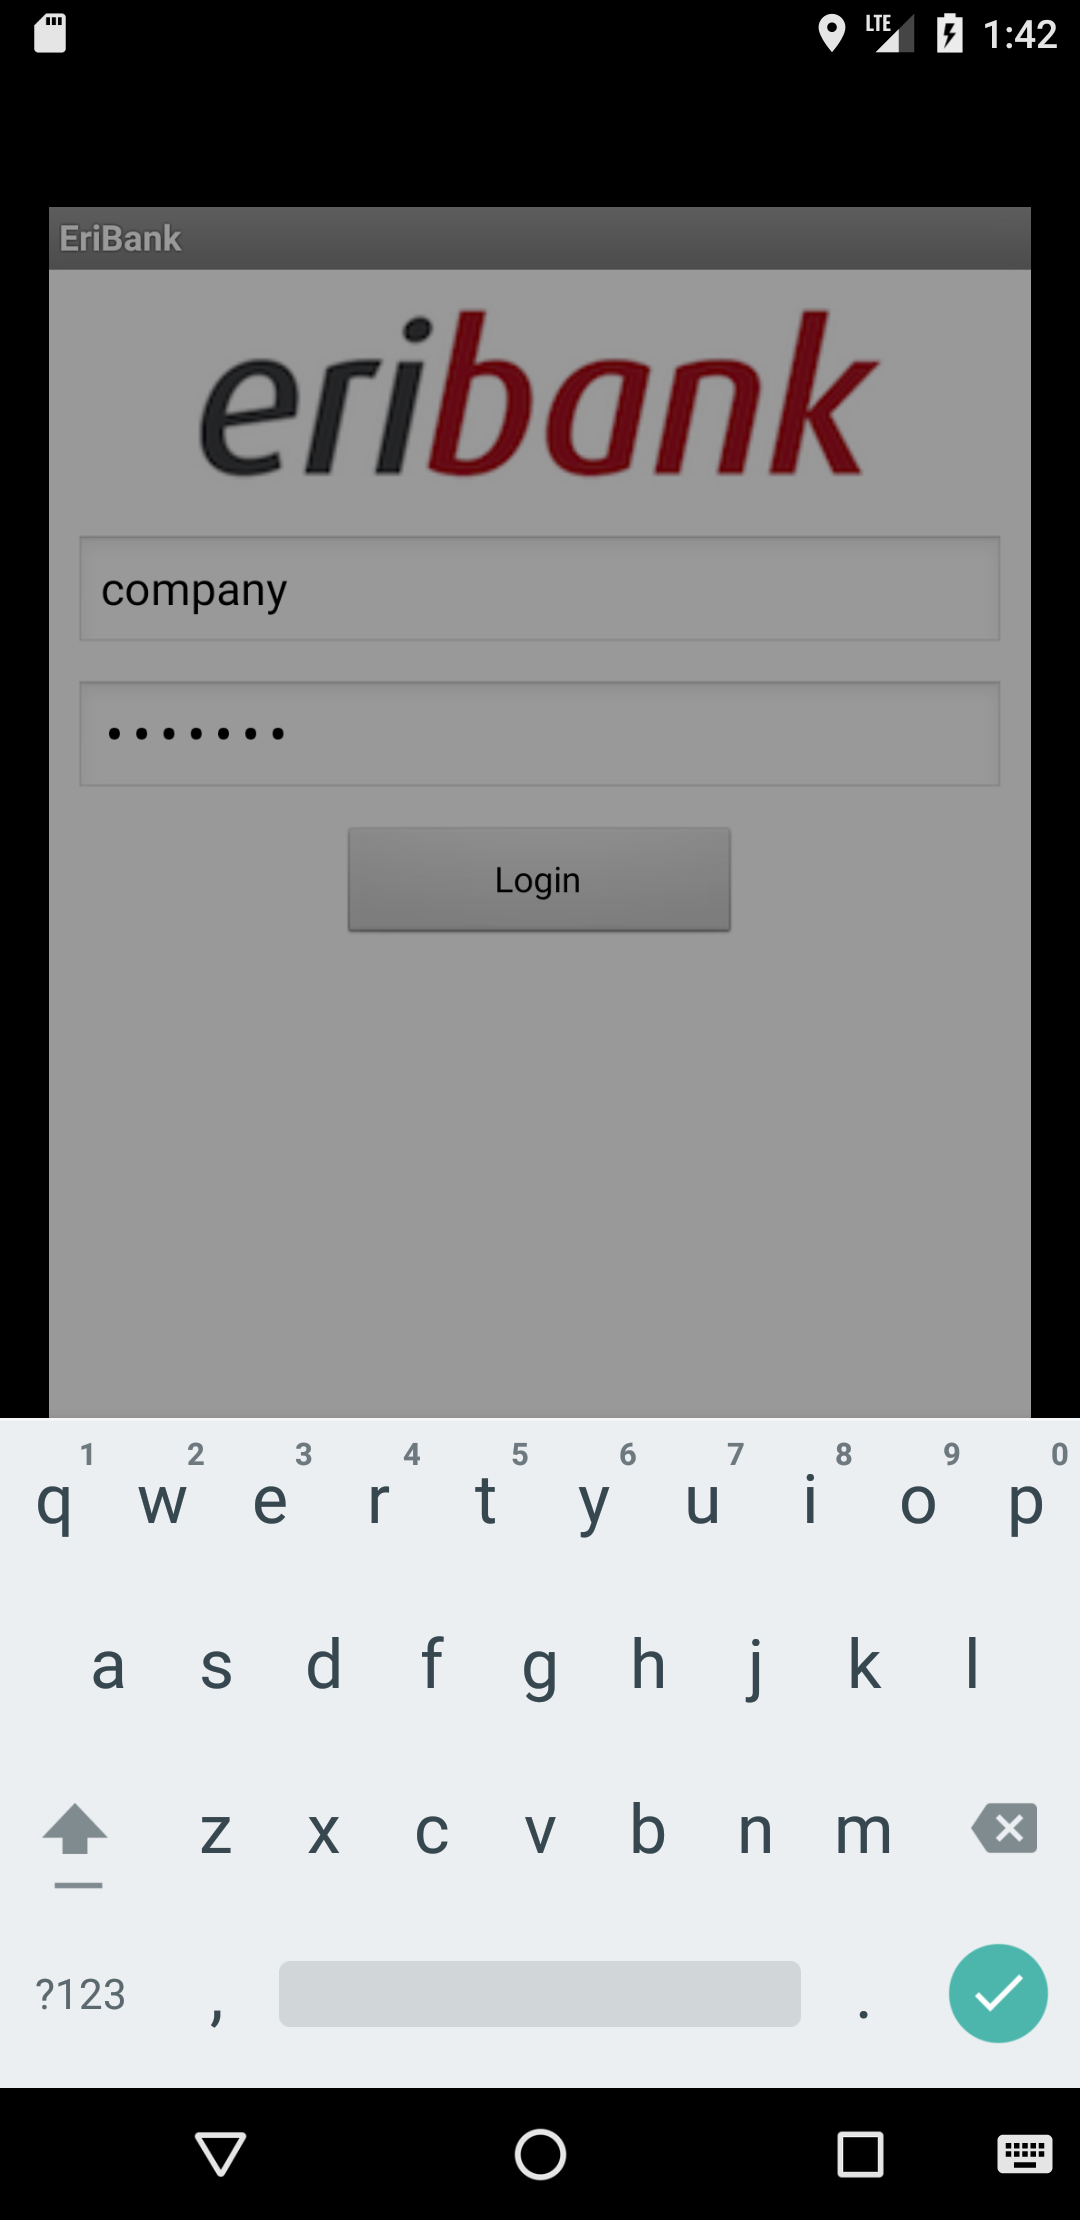 LTE 1:42
EriBank
eribank
company
•••••••
Login
1 2 3 4 5 6 7 8 9 0
q w e r t y u i o p
a s d f g h j k l
z x c v b n m
?123 , .